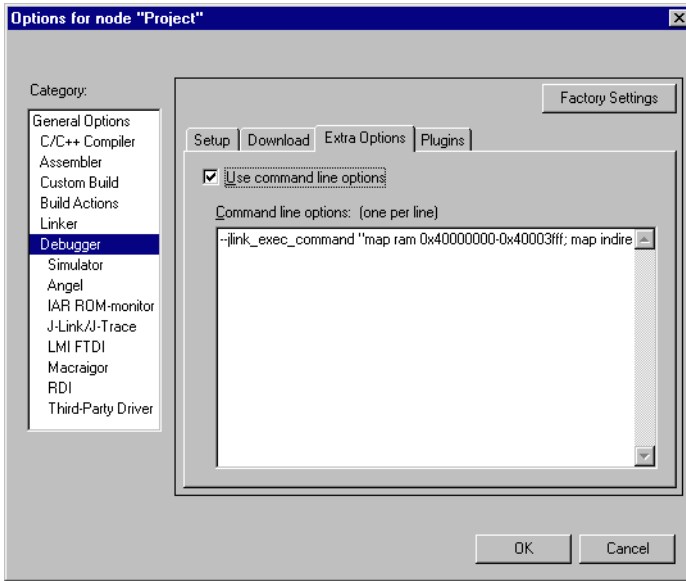 Options for node "Project"
Category:
Factory Settings
General Options
C/C++ Compiler
Assembler
Custom Build
Build Actions
Linker
Debugger
Simulator
Angel
IAR ROM-monitor
J-Link/J-Trace
LMI FTDI
Macraigor
RDI
Third-Party Driver
Setup Download Extra Options Plugins
Use command line options
Command line options: (one per line)
--jlink_exec_command "map ram 0x40000000-0x40003fff; map indire
OK Cancel